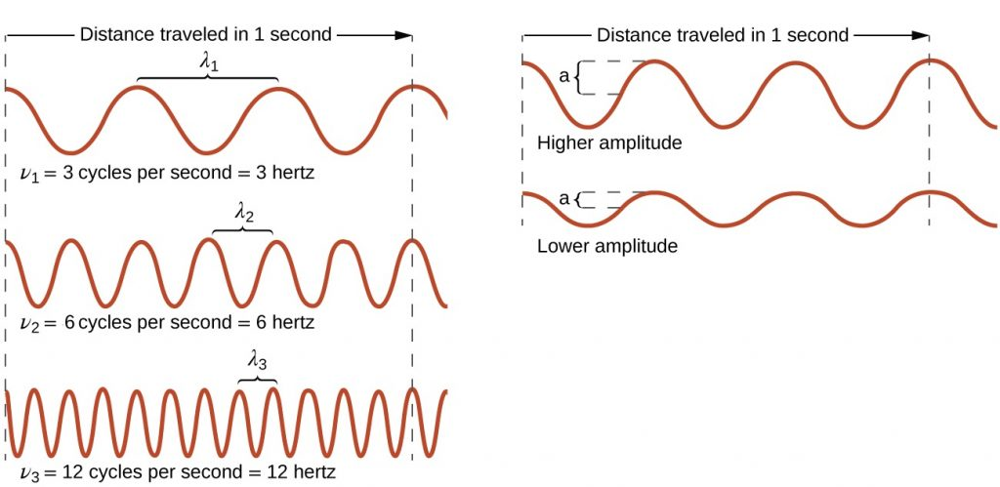 Distance traveled in 1 second
λ1
ν1 = 3 cycles per second = 3 hertz
λ2
ν2 = 6 cycles per second = 6 hertz
λ3
ν3 = 12 cycles per second = 12 hertz
Distance traveled in 1 second
a
Higher amplitude
a
Lower amplitude